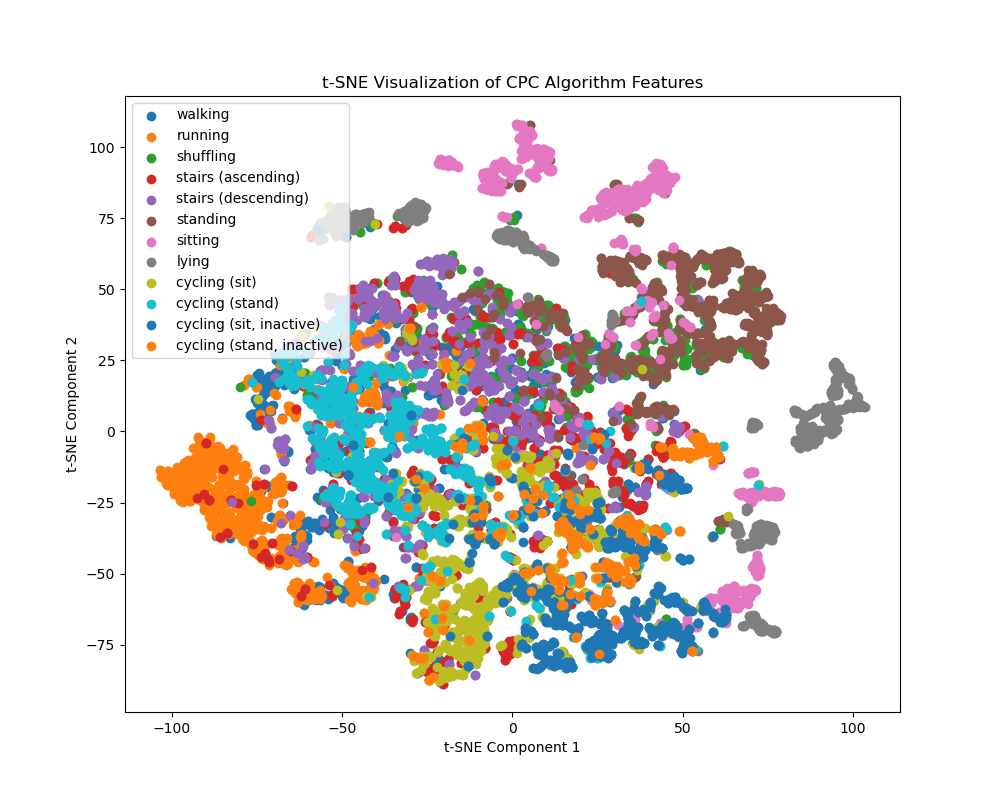 t-SNE Visualization of CPC Algorithm Features
walking
running
shuffling
stairs (ascending)
stairs (descending)
standing
sitting
lying
cycling (sit)
cycling (stand)
cycling (sit, inactive)
cycling (stand, inactive)
t-SNE Component 2
100
75
50
25
0
−25
−50
−75
−100
−50
0
50
100
t-SNE Component 1